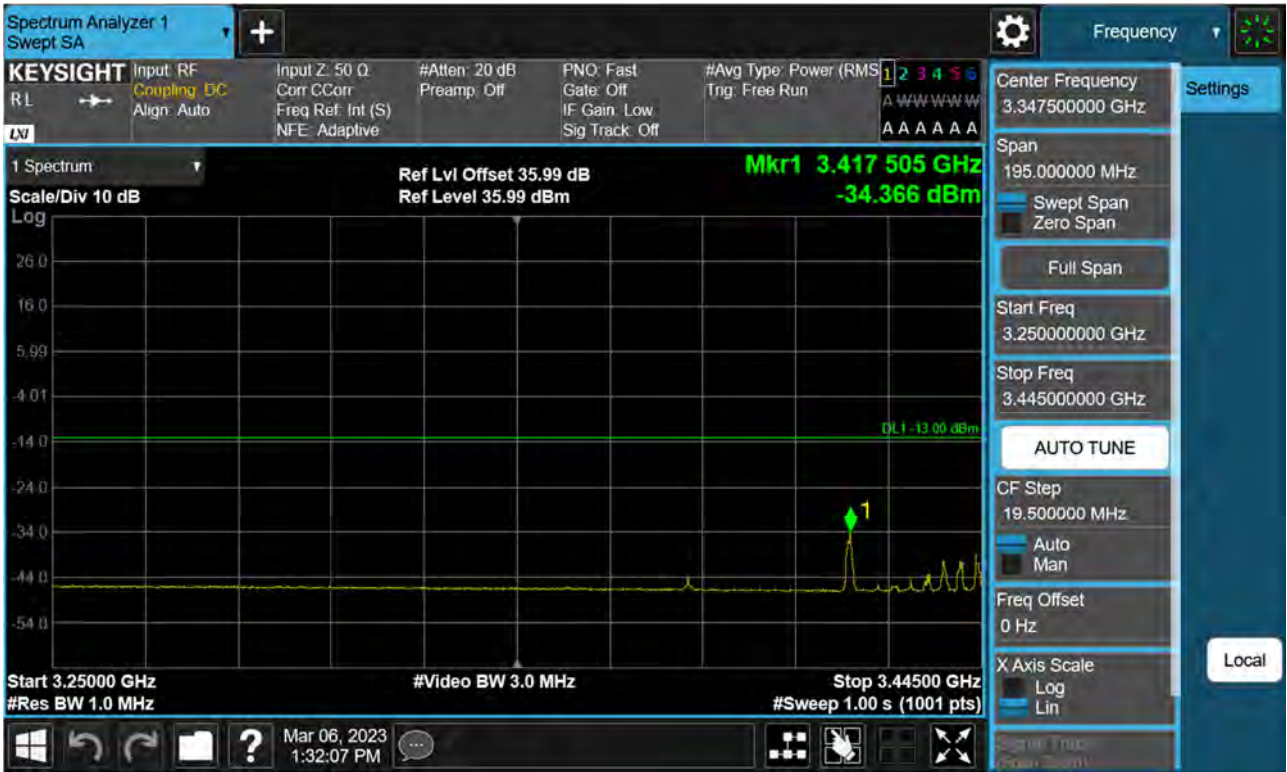 Spectrum Analyzer 1
Swept SA
Frequency
KEYSIGHT
RL
LXI
Input: RF
Coupling: DC
Align: Auto
Input Z: 50 Ω
Corr CCorr
Freq Ref: Int (S)
NFE: Adaptive
#Atten: 20 dB
Preamp: Off
PNO: Fast
Gate: Off
IF Gain: Low
Sig Track: Off
#Avg Type: Power (RMS
Trig: Free Run
1 2 3 4 5 6
A W W W W W
A A A A A A
Center Frequency
3.347500000 GHz
Settings
1 Spectrum
Scale/Div 10 dB
Log
Ref Lvl Offset 35.99 dB
Ref Level 35.99 dBm
Mkr1 3.417 505 GHz
-34.366 dBm
26.0
16.0
5.99
-4.01
-14.0
-24.0
-34.0
-44.0
-54.0
DL1 -13.00 dBm
1
Start 3.25000 GHz
#Res BW 1.0 MHz
#Video BW 3.0 MHz
Stop 3.44500 GHz
#Sweep 1.00 s (1001 pts)
Span
195.000000 MHz
Swept Span
Zero Span
Full Span
Start Freq
3.250000000 GHz
Stop Freq
3.445000000 GHz
AUTO TUNE
CF Step
19.500000 MHz
Auto
Man
Freq Offset
0 Hz
X Axis Scale
Log
Lin
Local
?
Mar 06, 2023
1:32:07 PM